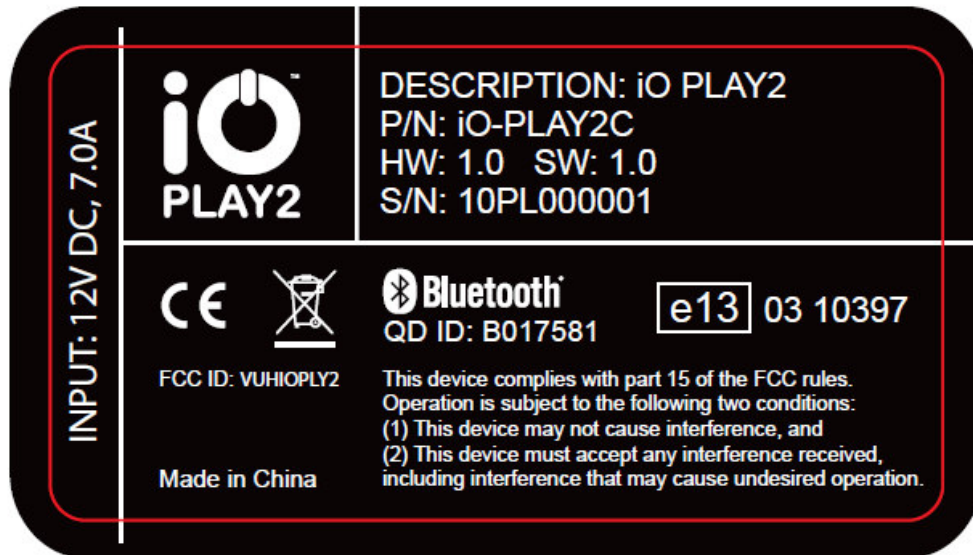 INPUT: 12V DC, 7.0A
iO™
PLAY2
DESCRIPTION: iO PLAY2
P/N: iO-PLAY2C
HW: 1.0 SW: 1.0
S/N: 10PL000001
CE
Bluetooth
QD ID: B017581
e13 03 10397
FCC ID: VUHIOPLY2
Made in China
This device complies with part 15 of the FCC rules.
Operation is subject to the following two conditions:
(1) This device may not cause interference, and
(2) This device must accept any interference received,
including interference that may cause undesired operation.